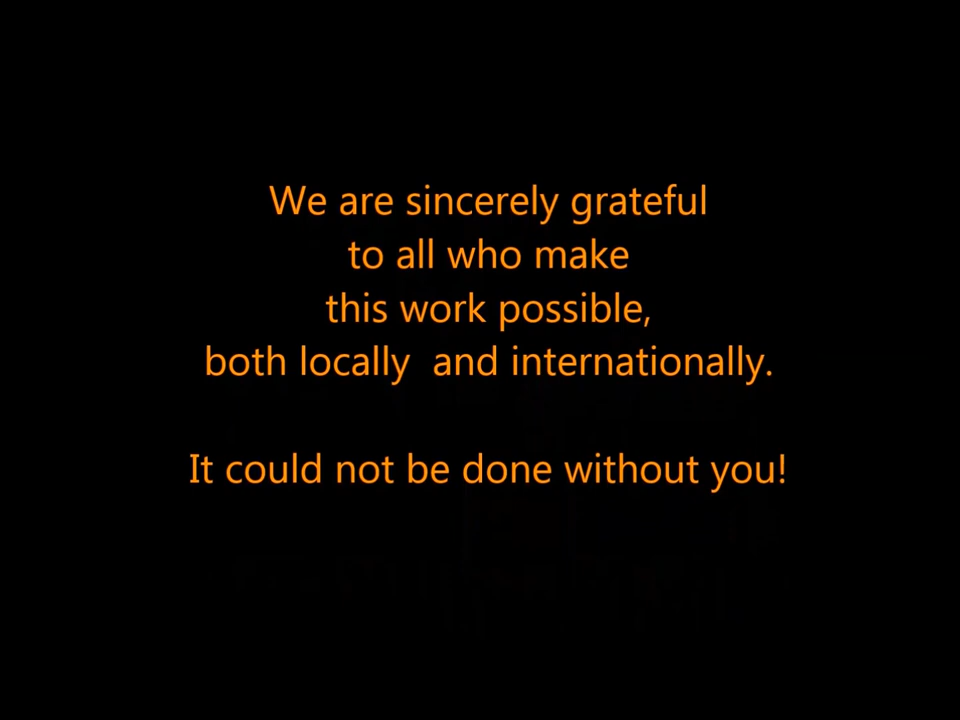 We are sincerely grateful
to all who make
this work possible,
both locally  and internationally.
It could not be done without you!